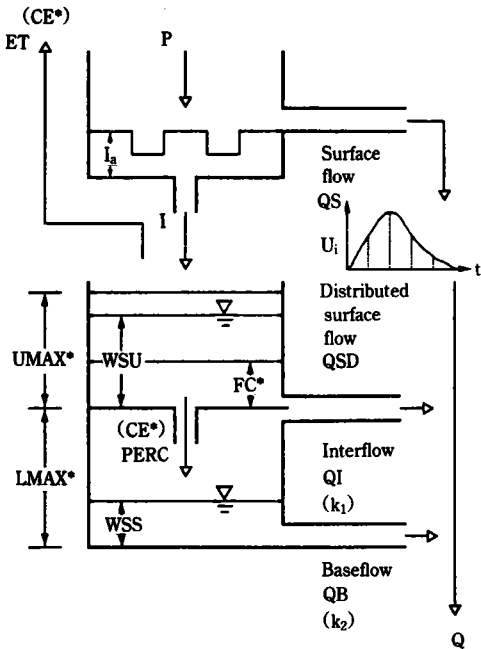 (CE*)
ET
P
Ia
I
Surface
flow
QS
Ui
t
Distributed
surface
flow
QSD
UMAX*
WSU
FC*
(CE*)
PERC
LMAX*
WSS
Interflow
QI
(k1)
Baseflow
QB
(k2)
Q